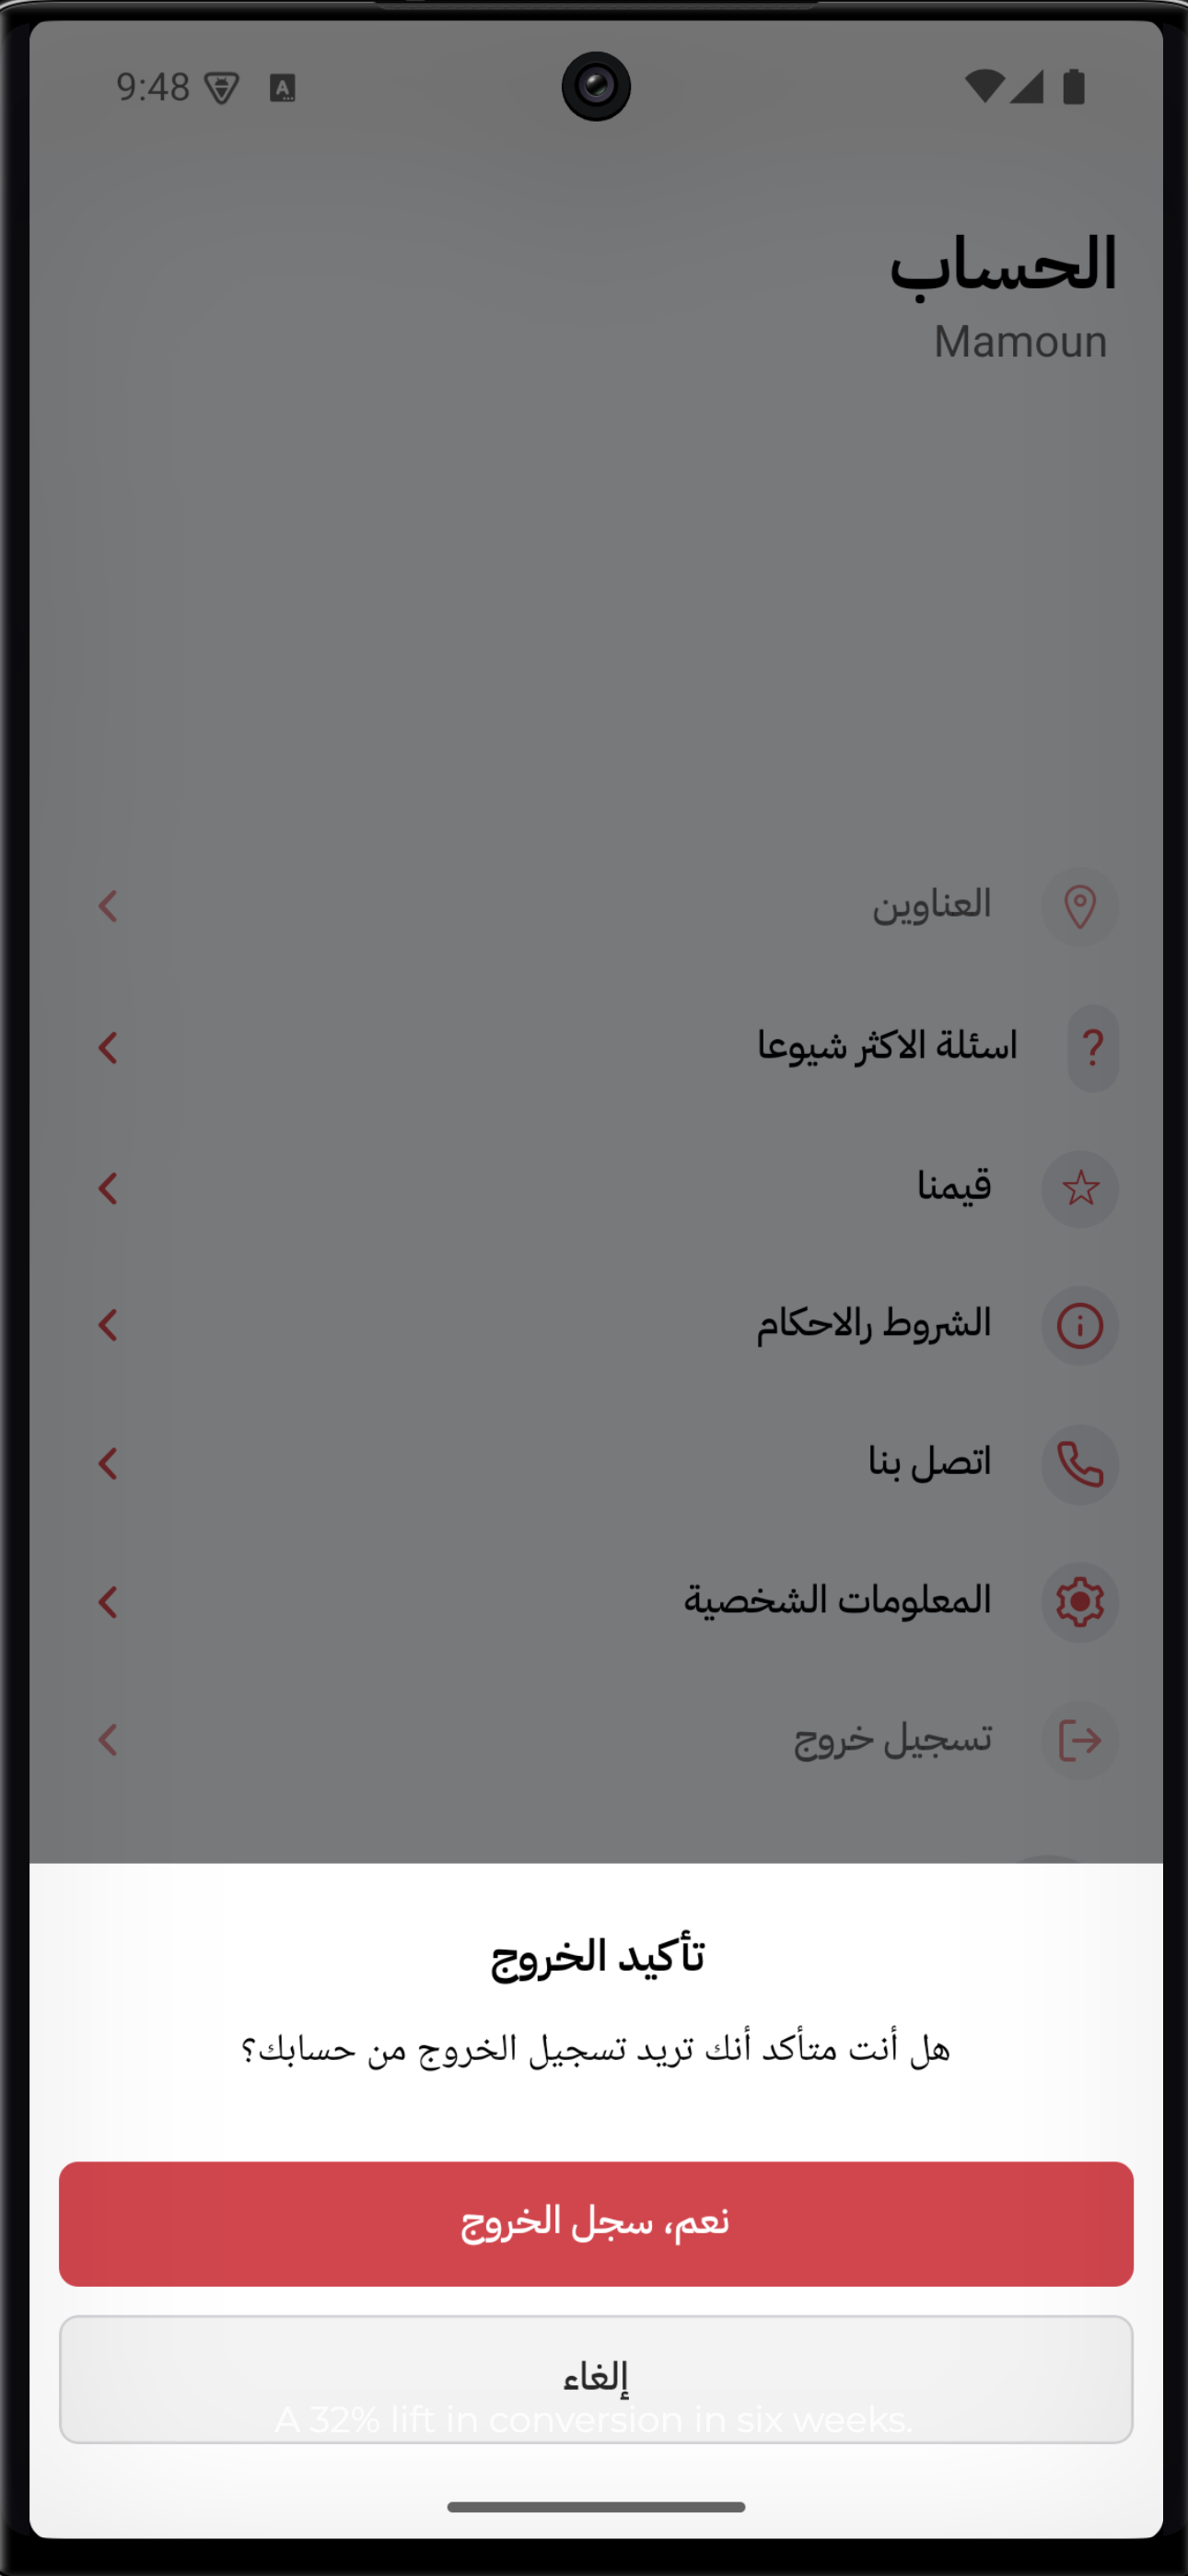 9:48
الحساب
Mamoun
العناوين
اسئلة الاكثر شيوعا
?
قيمنا
الشروط رالاحكام
اتصل بنا
المعلومات الشخصية
تسجيل خروج
تأكيد الخروج
هل أنت متأكد أنك تريد تسجيل الخروج من حسابك؟
نعم، سجل الخروج
إلغاء
A 32% lift in conversion in six weeks.